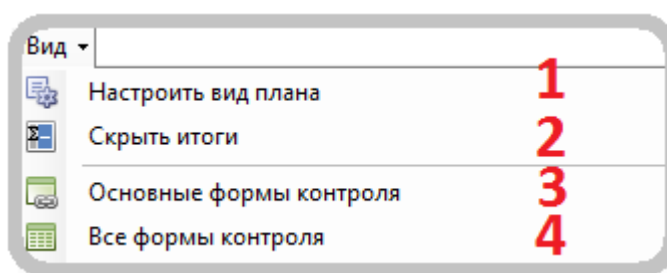 Вид
Настроить вид плана 1
Скрыть итоги 2
Основные формы контроля 3
Все формы контроля 4